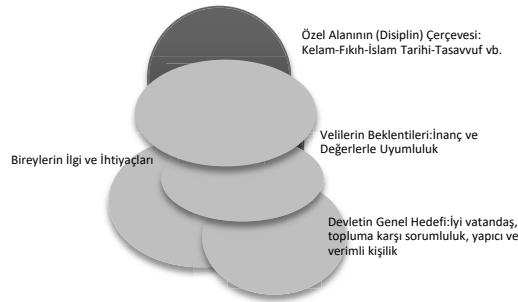 Özel Alanının (Disiplin) Çerçevesi:
Kelam-Fıkıh-İslam Tarihi-Tasavvuf vb.
Velilerin Beklentileri:İnanç ve
Değerlerle Uyumluluk
Bireylerin İlgi ve İhtiyaçları
Devletin Genel Hedefi:İyi vatandaş,
topluma karşı sorumluluk, yapıcı ve
verimli kişilik